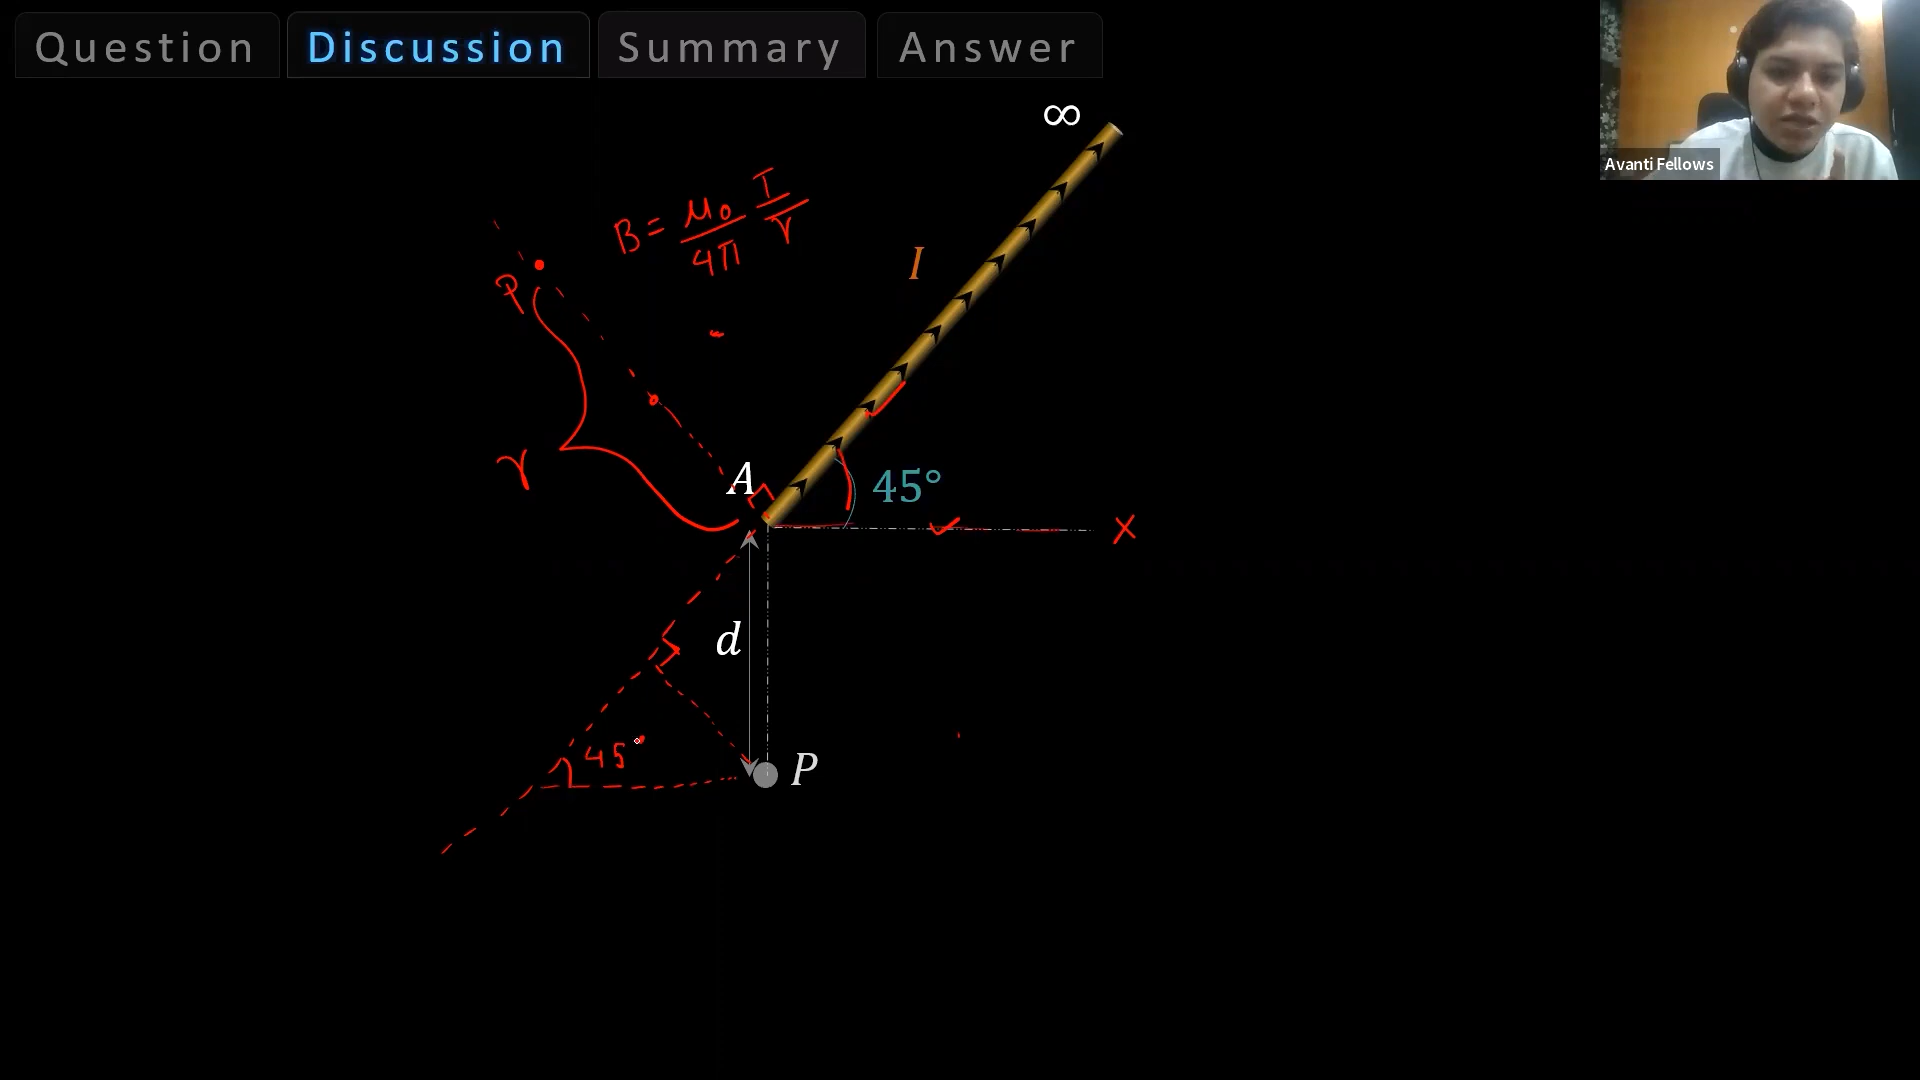 Question Discussion Summary Answer
Avanti Fellows
∞
B = μ₀/4π I/r
I
P
r
A
45°
X
d
45°
P